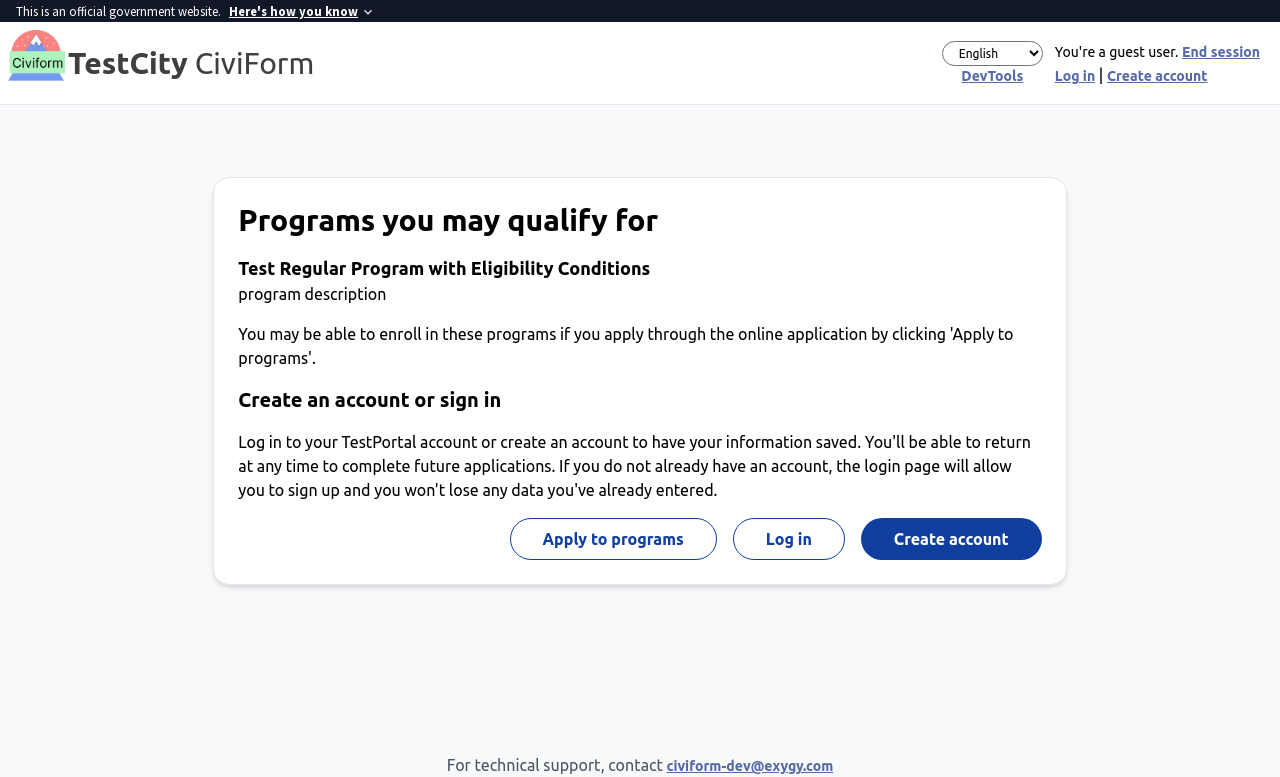 This is an official government website. Here's how you know
Civiform
TestCity CiviForm
English
You're a guest user. End session
DevTools
Log in | Create account
Programs you may qualify for
Test Regular Program with Eligibility Conditions
program description
You may be able to enroll in these programs if you apply through the online application by clicking 'Apply to
programs'.
Create an account or sign in
Log in to your TestPortal account or create an account to have your information saved. You'll be able to return
at any time to complete future applications. If you do not already have an account, the login page will allow
you to sign up and you won't lose any data you've already entered.
Apply to programs
Log in
Create account
For technical support, contact civiform-dev@exygy.com